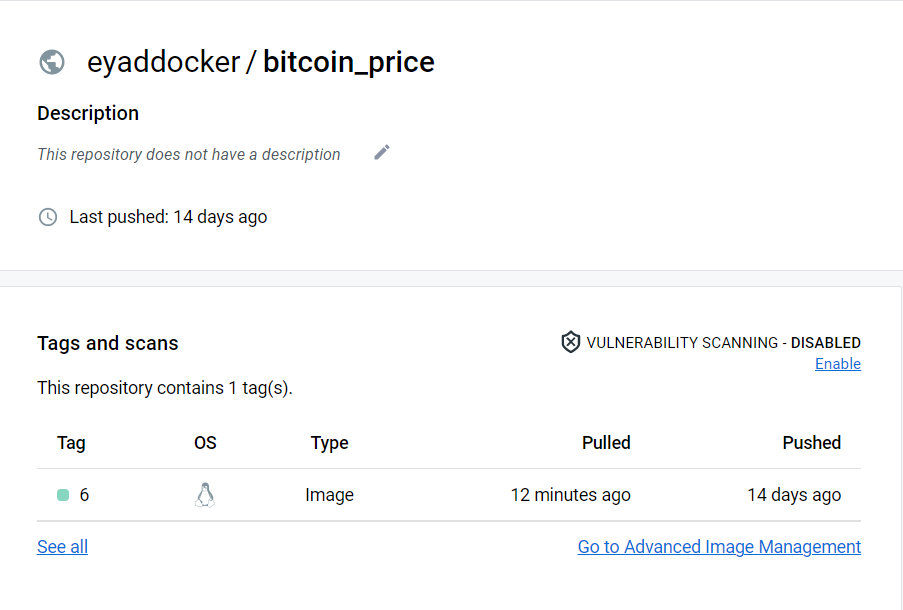 eyaddocker / bitcoin_price
Description
This repository does not have a description
Last pushed: 14 days ago
Tags and scans
VULNERABILITY SCANNING - DISABLED
Enable
This repository contains 1 tag(s).
Tag OS Type Pulled Pushed
6 Image 12 minutes ago 14 days ago
See all Go to Advanced Image Management